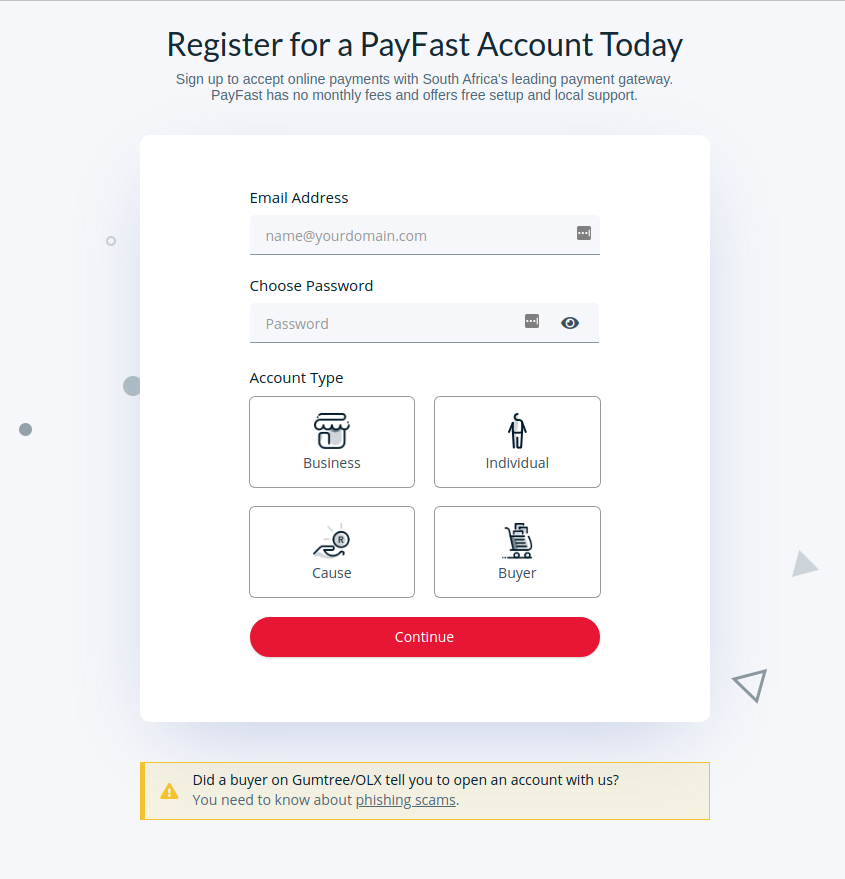 Register for a PayFast Account Today
Sign up to accept online payments with South Africa's leading payment gateway.
PayFast has no monthly fees and offers free setup and local support.
Email Address
name@yourdomain.com
Choose Password
Password
Account Type
Business
Individual
R
Cause
Buyer
Continue
Did a buyer on Gumtree/OLX tell you to open an account with us?
You need to know about phishing scams.